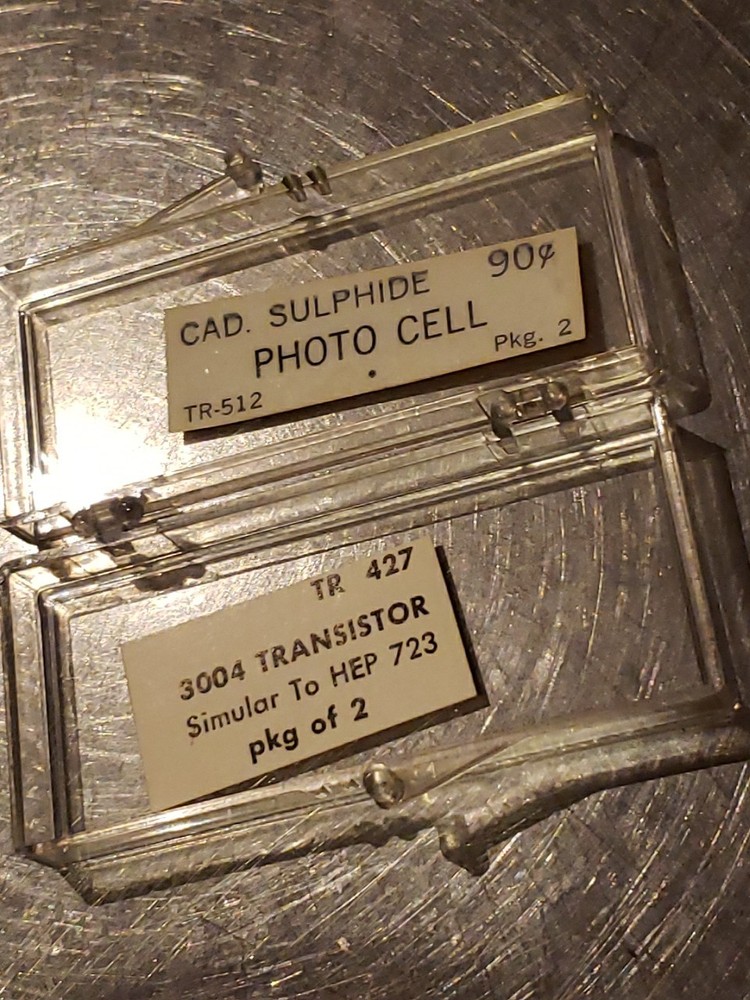 CAD. SULPHIDE 90¢
PHOTO CELL
TR-512 Pkg. 2
TR 427
3004 TRANSISTOR
Simular To HEP 723
pkg of 2